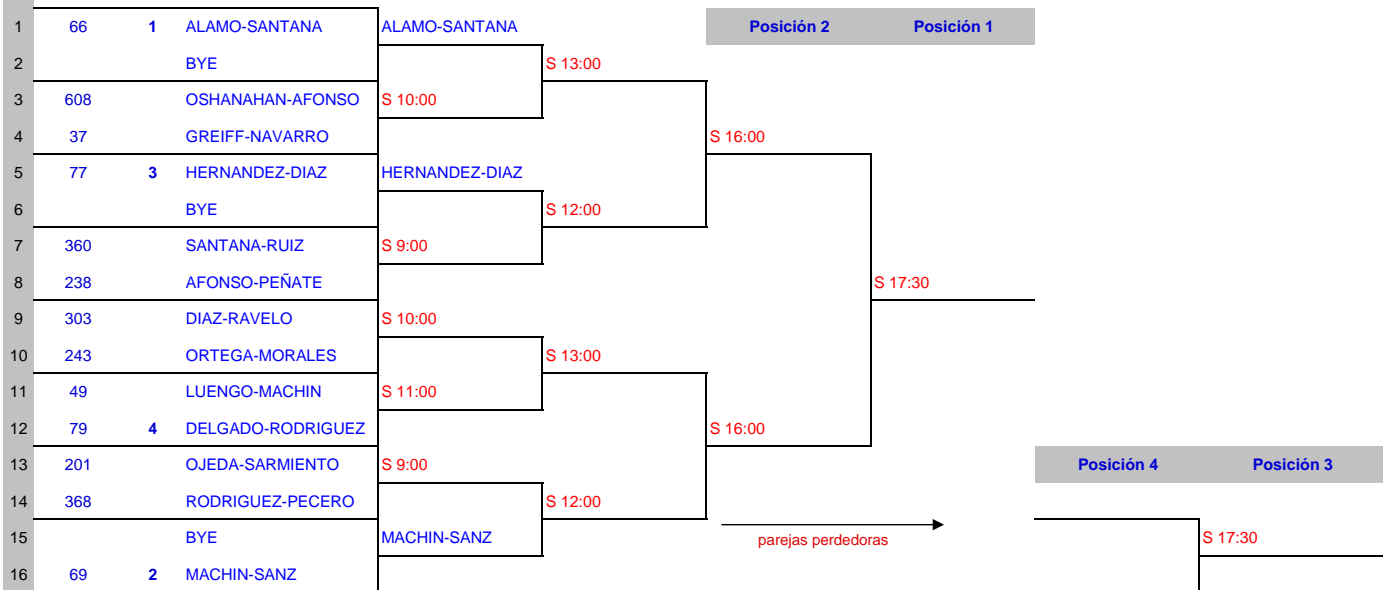 1 66 1 ALAMO-SANTANA ALAMO-SANTANA Posición 2 Posición 1
2 BYE S 13:00
3 608 OSHANAHAN-AFONSO S 10:00
4 37 GREIFF-NAVARRO S 16:00
5 77 3 HERNANDEZ-DIAZ HERNANDEZ-DIAZ
6 BYE S 12:00
7 360 SANTANA-RUIZ S 9:00
8 238 AFONSO-PEÑATE S 17:30
9 303 DIAZ-RAVELO S 10:00
10 243 ORTEGA-MORALES S 13:00
11 49 LUENGO-MACHIN S 11:00
12 79 4 DELGADO-RODRIGUEZ S 16:00
13 201 OJEDA-SARMIENTO S 9:00 Posición 4 Posición 3
14 368 RODRIGUEZ-PECERO S 12:00
15 BYE MACHIN-SANZ parejas perdedoras S 17:30
16 69 2 MACHIN-SANZ